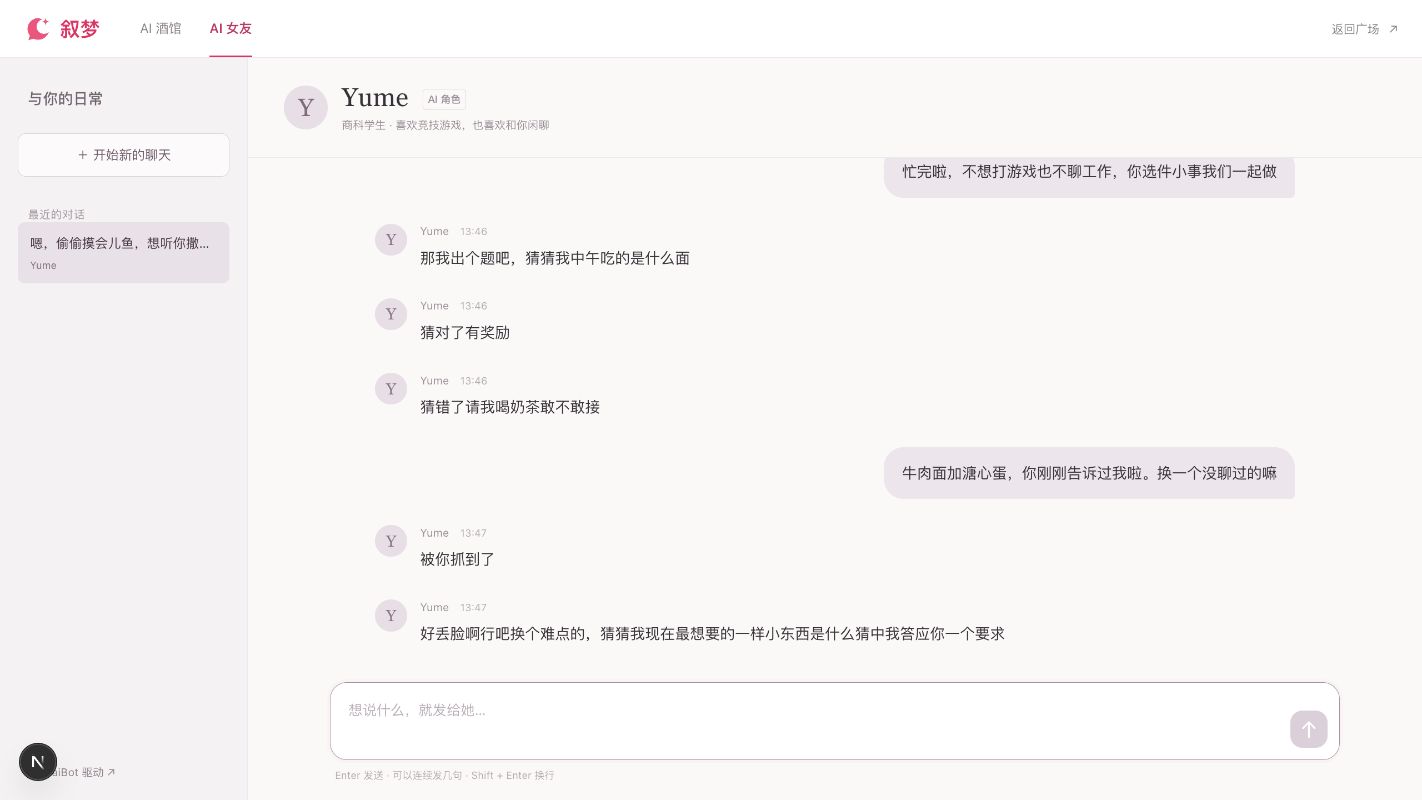 叙梦
AI 酒馆
AI 女友
返回广场 ↗
与你的日常
+ 开始新的聊天
最近的对话
嗯，偷偷摸会儿鱼，想听你撒...
Yume
Y
Yume
AI 角色
商科学生 · 喜欢竞技游戏，也喜欢和你闲聊
忙完啦，不想打游戏也不聊工作，你选件小事我们一起做
Y
Yume 13:46
那我出个题吧，猜猜我中午吃的是什么面
Y
Yume 13:46
猜对了有奖励
Y
Yume 13:46
猜错了请我喝奶茶敢不敢接
牛肉面加溏心蛋，你刚刚告诉过我啦。换一个没聊过的嘛
Y
Yume 13:47
被你抓到了
Y
Yume 13:47
好丢脸啊行吧换个难点的，猜猜我现在最想要的一样小东西是什么猜中我答应你一个要求
想说什么，就发给她...
Enter 发送 · 可以连续发几句 · Shift + Enter 换行
N
aiBot 驱动 ↗